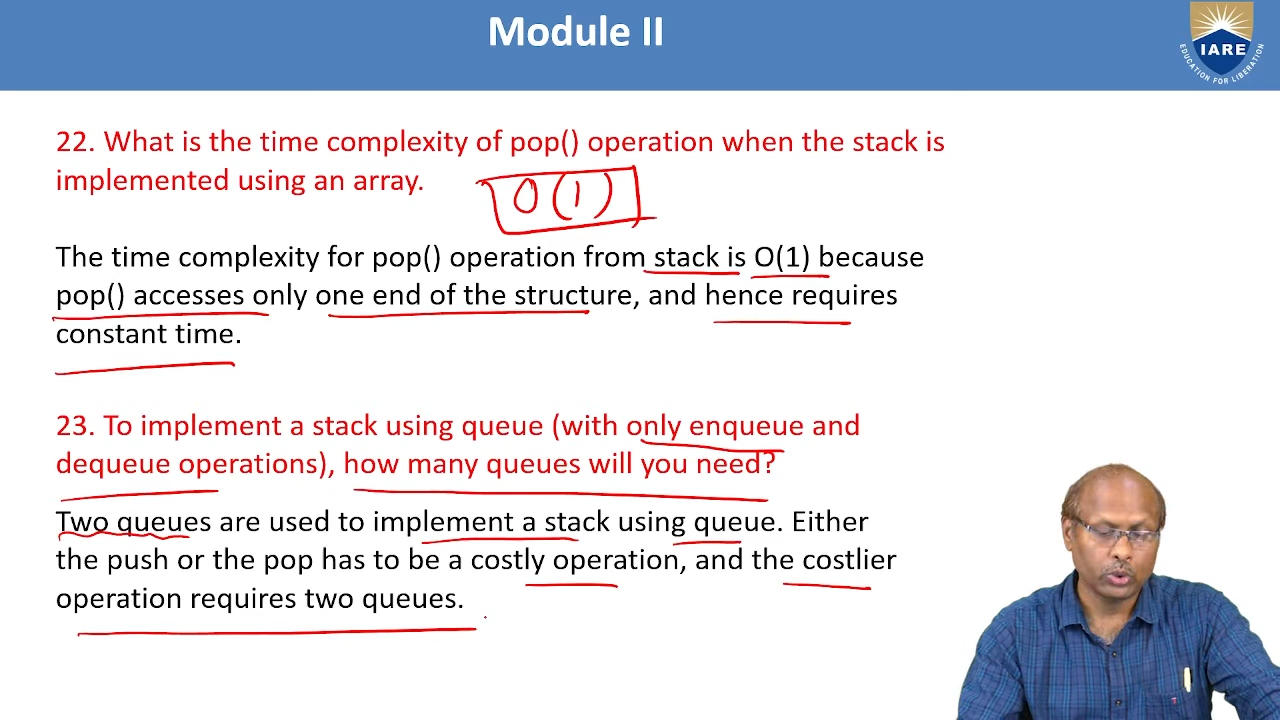 Module II
IARE
EDUCATION FOR LIBERATION
22. What is the time complexity of pop() operation when the stack is
implemented using an array.
O(1)
The time complexity for pop() operation from stack is O(1) because
pop() accesses only one end of the structure, and hence requires
constant time.
23. To implement a stack using queue (with only enqueue and
dequeue operations), how many queues will you need?
Two queues are used to implement a stack using queue. Either
the push or the pop has to be a costly operation, and the costlier
operation requires two queues.